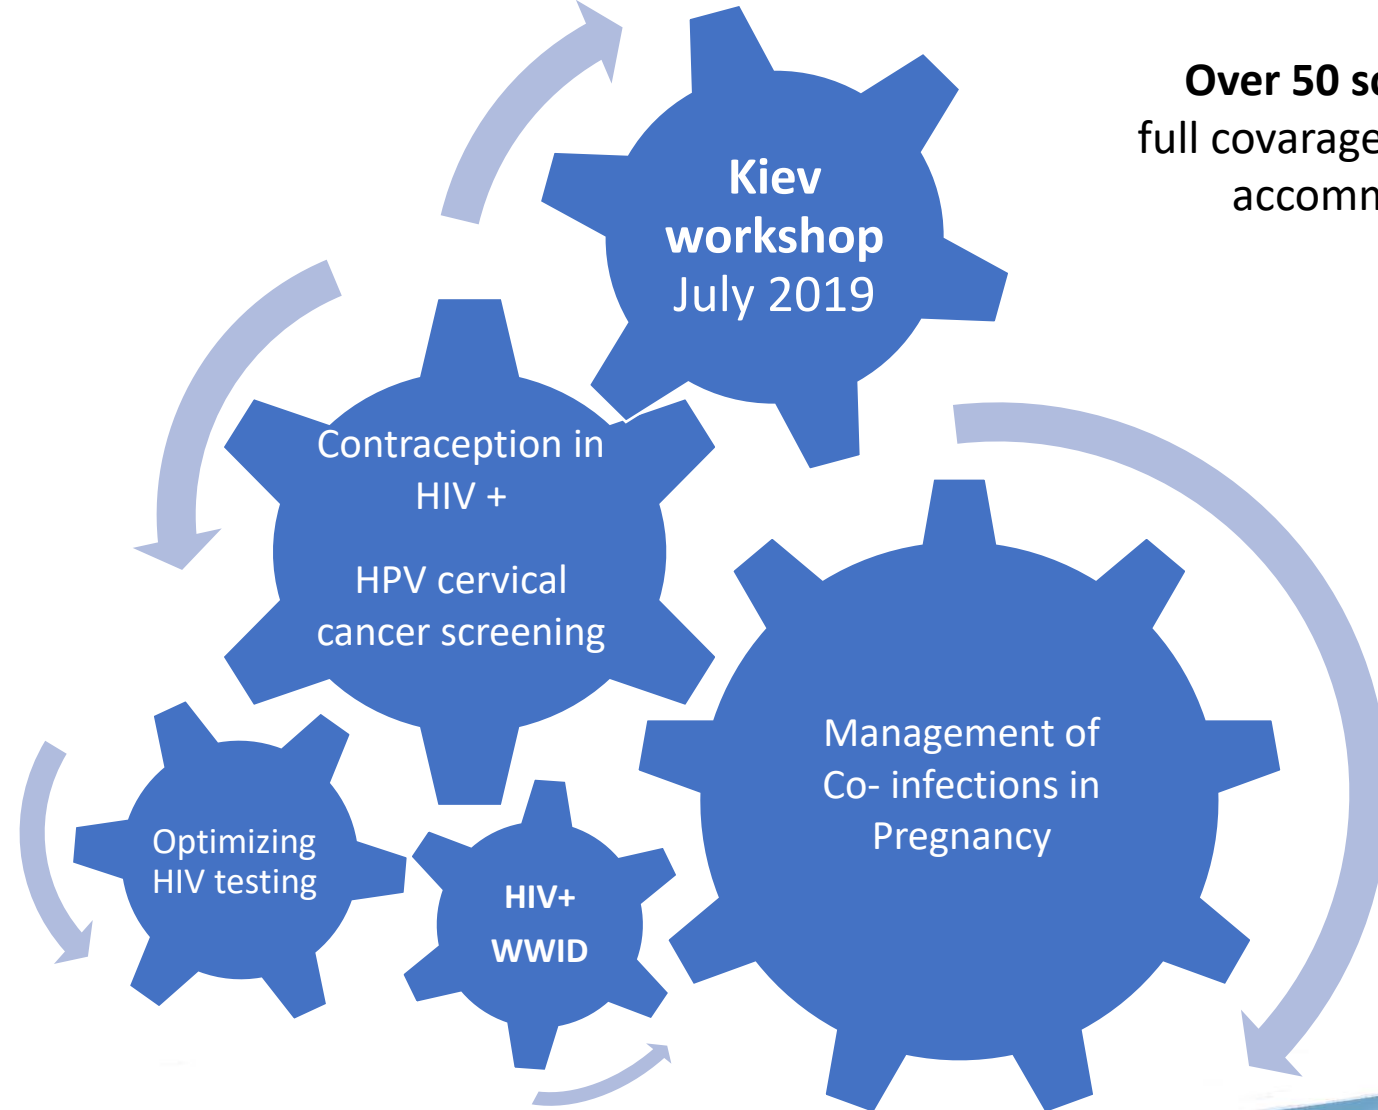 Kiev
workshop
July 2019
Over 50
full covarage
Contraception in
HIV +
HPV cervical
cancer screening
Management of
Co- infections in
Pregnancy
Optimizing
HIV testing
HIV+
WWID